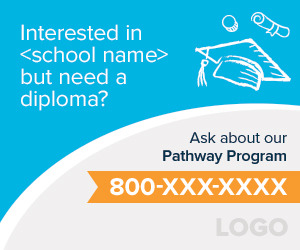 Interested in
<school name>
but need a
diploma?
Ask about our
Pathway Program
800-XXX-XXXX
LOGO